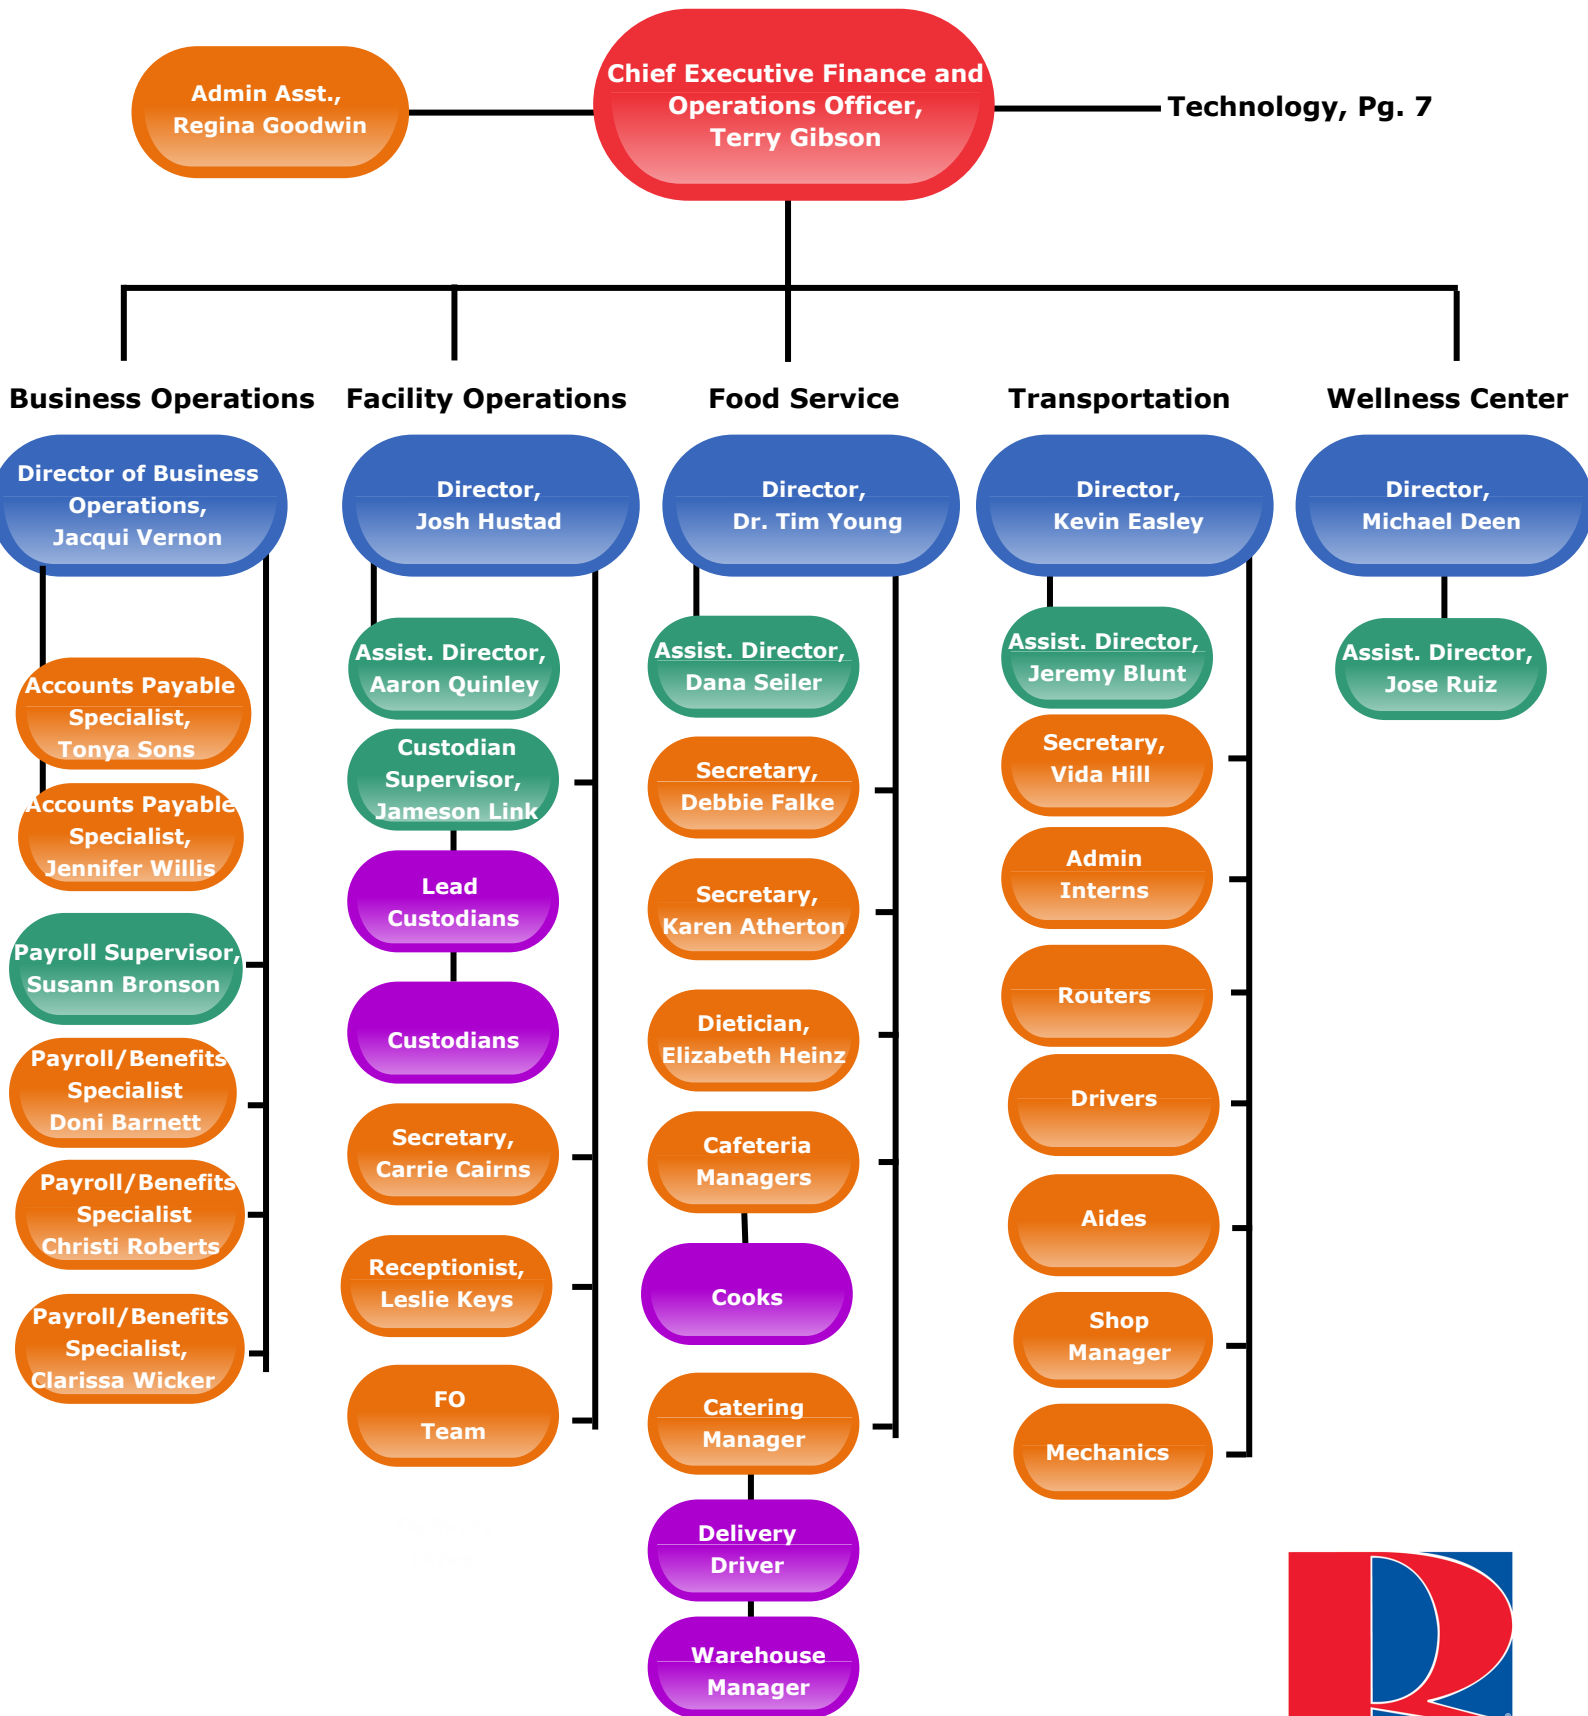 Admin Asst.,
Regina Goodwin
Chief Executive Finance and
Operations Officer,
Terry Gibson
Technology, Pg. 7
Business Operations
Director of Business
Operations,
Jacqui Vernon
Accounts Payable
Specialist,
Tonya Sons
Accounts Payable
Specialist,
Jennifer Willis
Payroll Supervisor,
Susann Bronson
Payroll/Benefits
Specialist
Doni Barnett
Payroll/Benefits
Specialist
Christi Roberts
Payroll/Benefits
Specialist,
Clarissa Wicker
Facility Operations
Director,
Josh Hustad
Assist. Director,
Aaron Quinley
Custodian
Supervisor,
Jameson Link
Lead
Custodians
Custodians
Secretary,
Carrie Cairns
Receptionist,
Leslie Keys
FO
Team
Food Service
Director,
Dr. Tim Young
Assist. Director,
Dana Seiler
Secretary,
Debbie Falke
Secretary,
Karen Atherton
Dietician,
Elizabeth Heinz
Cafeteria
Managers
Cooks
Catering
Manager
Delivery
Driver
Warehouse
Manager
Transportation
Director,
Kevin Easley
Assist. Director,
Jeremy Blunt
Secretary,
Vida Hill
Admin
Interns
Routers
Drivers
Aides
Shop
Manager
Mechanics
Wellness Center
Director,
Michael Deen
Assist. Director,
Jose Ruiz
R
®